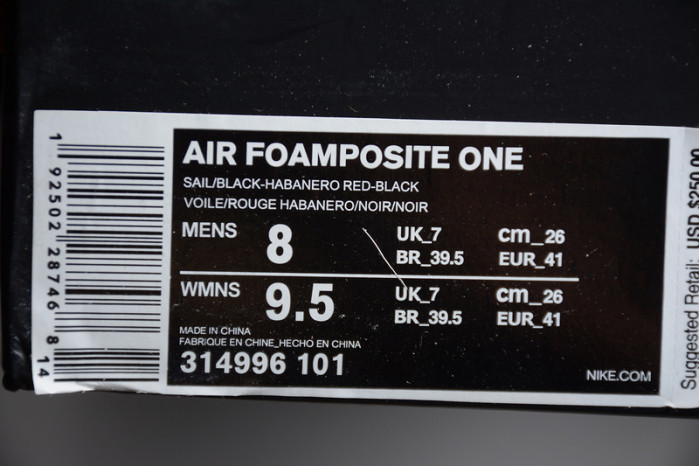 AIR FOAMPOSITE ONE
SAIL/BLACK-HABANERO RED-BLACK
VOILE/ROUGE HABANERO/NOIR/NOIR
MENS 8 UK_7 cm_26
BR_39.5 EUR_41
WMNS 9.5 UK_7 cm_26
BR_39.5 EUR_41
MADE IN CHINA
FABRIQUE EN CHINE_HECHO EN CHINA
314996 101
NIKE.COM
1 92502 28746 8 14
Suggested Retail: USD $250.00